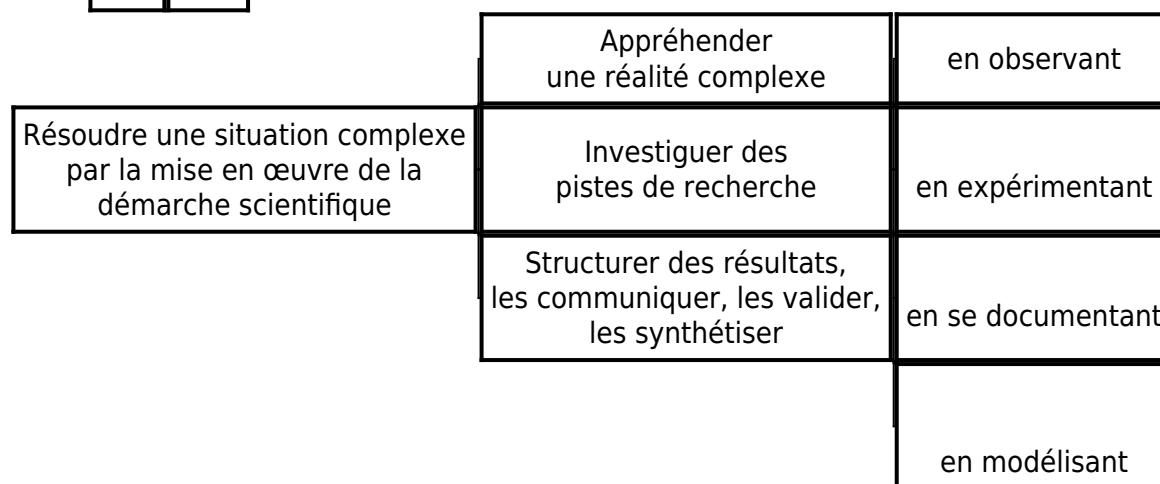 Appréhender
une réalité complexe
en observant
Résoudre une situation complexe
par la mise en œuvre de la
démarche scientifique
Investiguer des
pistes de recherche
en expérimentant
Structurer des résultats,
les communiquer, les valider,
les synthétiser
en se documentant
en modélisant